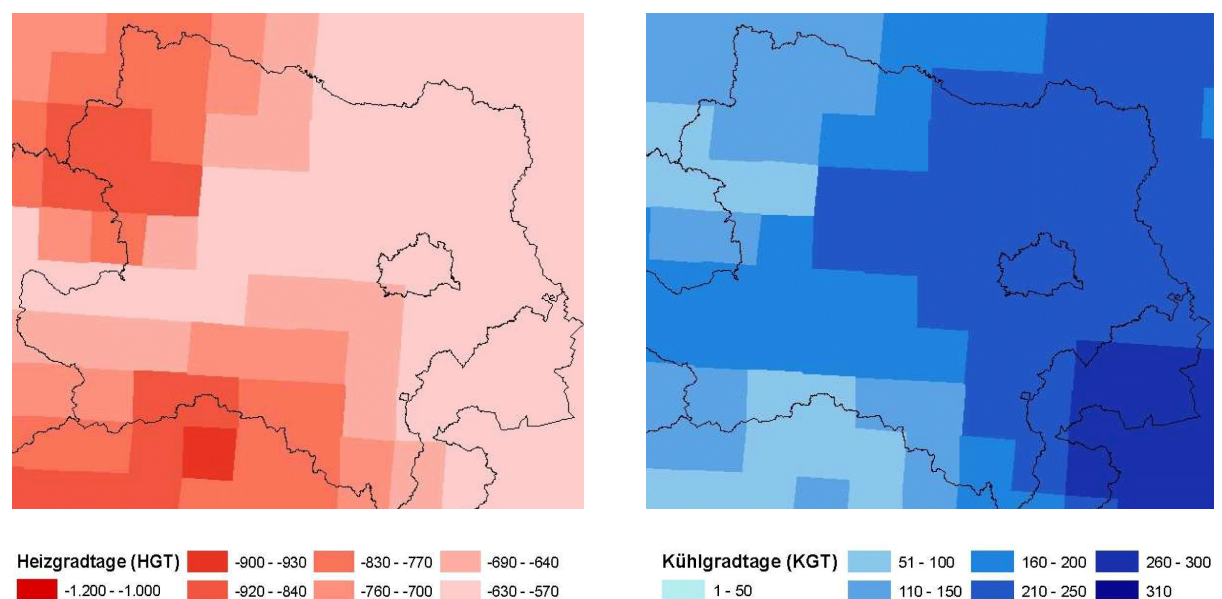 Heizgradtage (HGT) -900 - -930 -830 - -770 -690 - -640
-1.200 - -1.000 -920 - -840 -760 - -700 -630 - -570
Kühlgradtage (KGT) 51 - 100 160 - 200 260 - 300
1 - 50 110 - 150 210 - 250 310